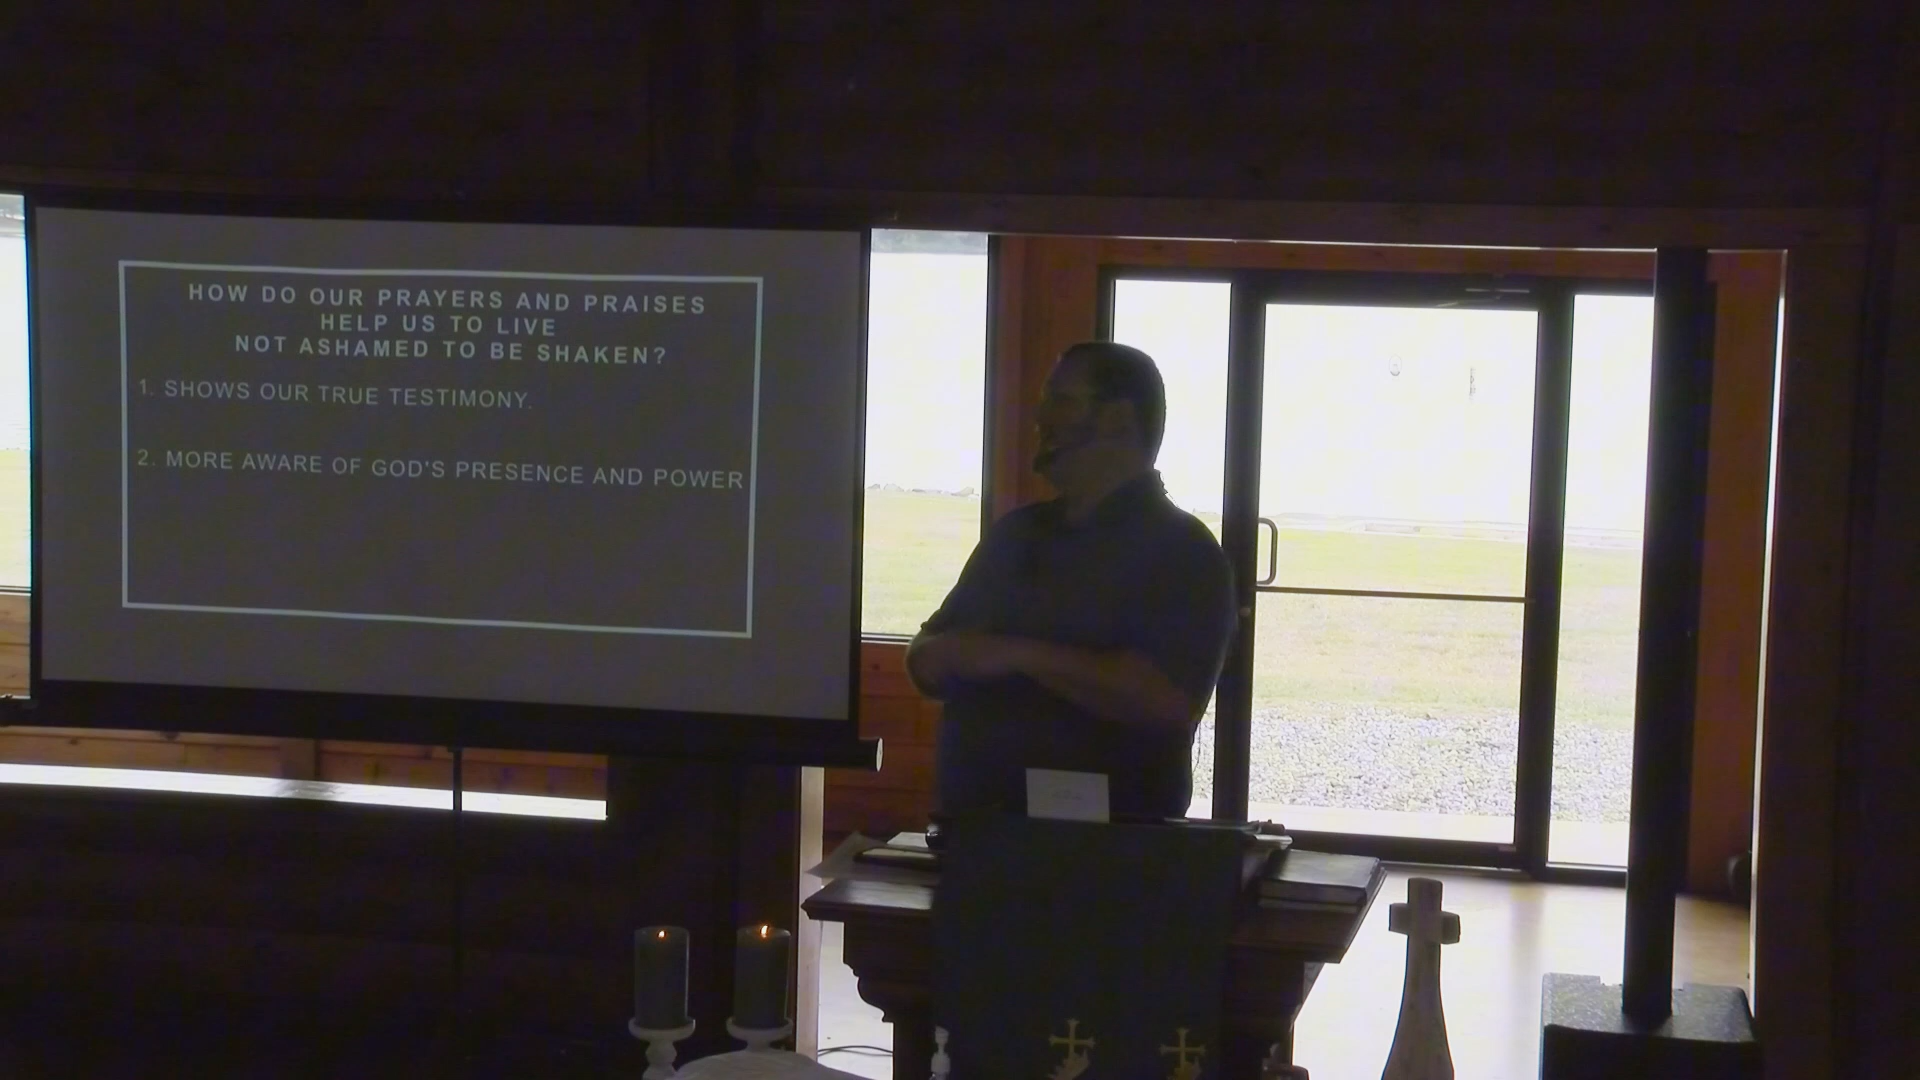 HOW DO OUR PRAYERS AND PRAISES
HELP US TO LIVE
NOT ASHAMED TO BE SHAKEN?
1. SHOWS OUR TRUE TESTIMONY.
2. MORE AWARE OF GOD'S PRESENCE AND POWER